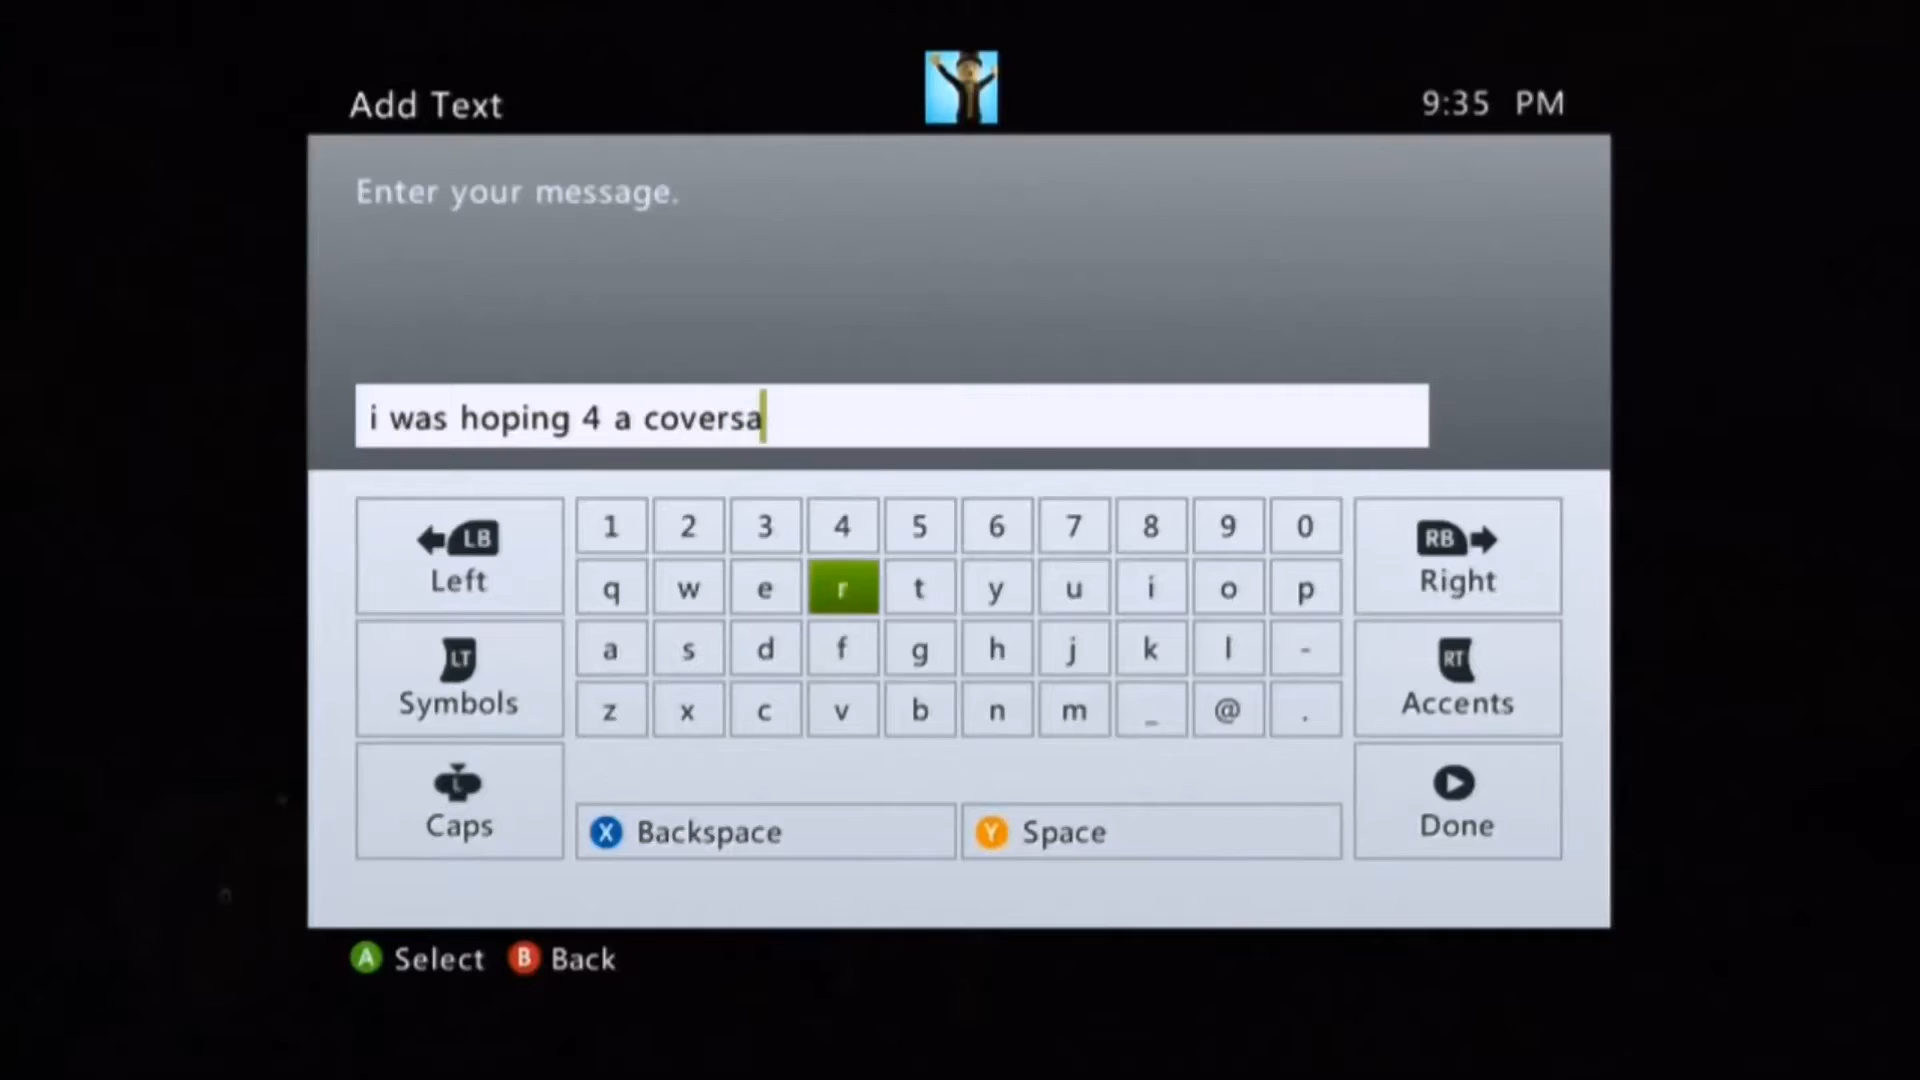 Add Text
9:35 PM
Enter your message.
i was hoping 4 a coversa
LB
Left
1 2 3 4 5 6 7 8 9 0
RB
Right
q w e r t y u i o p
LT
Symbols
a s d f g h j k l -
RT
Accents
z x c v b n m _ @ .
L
Caps
X Backspace
Y Space
Done
A Select B Back